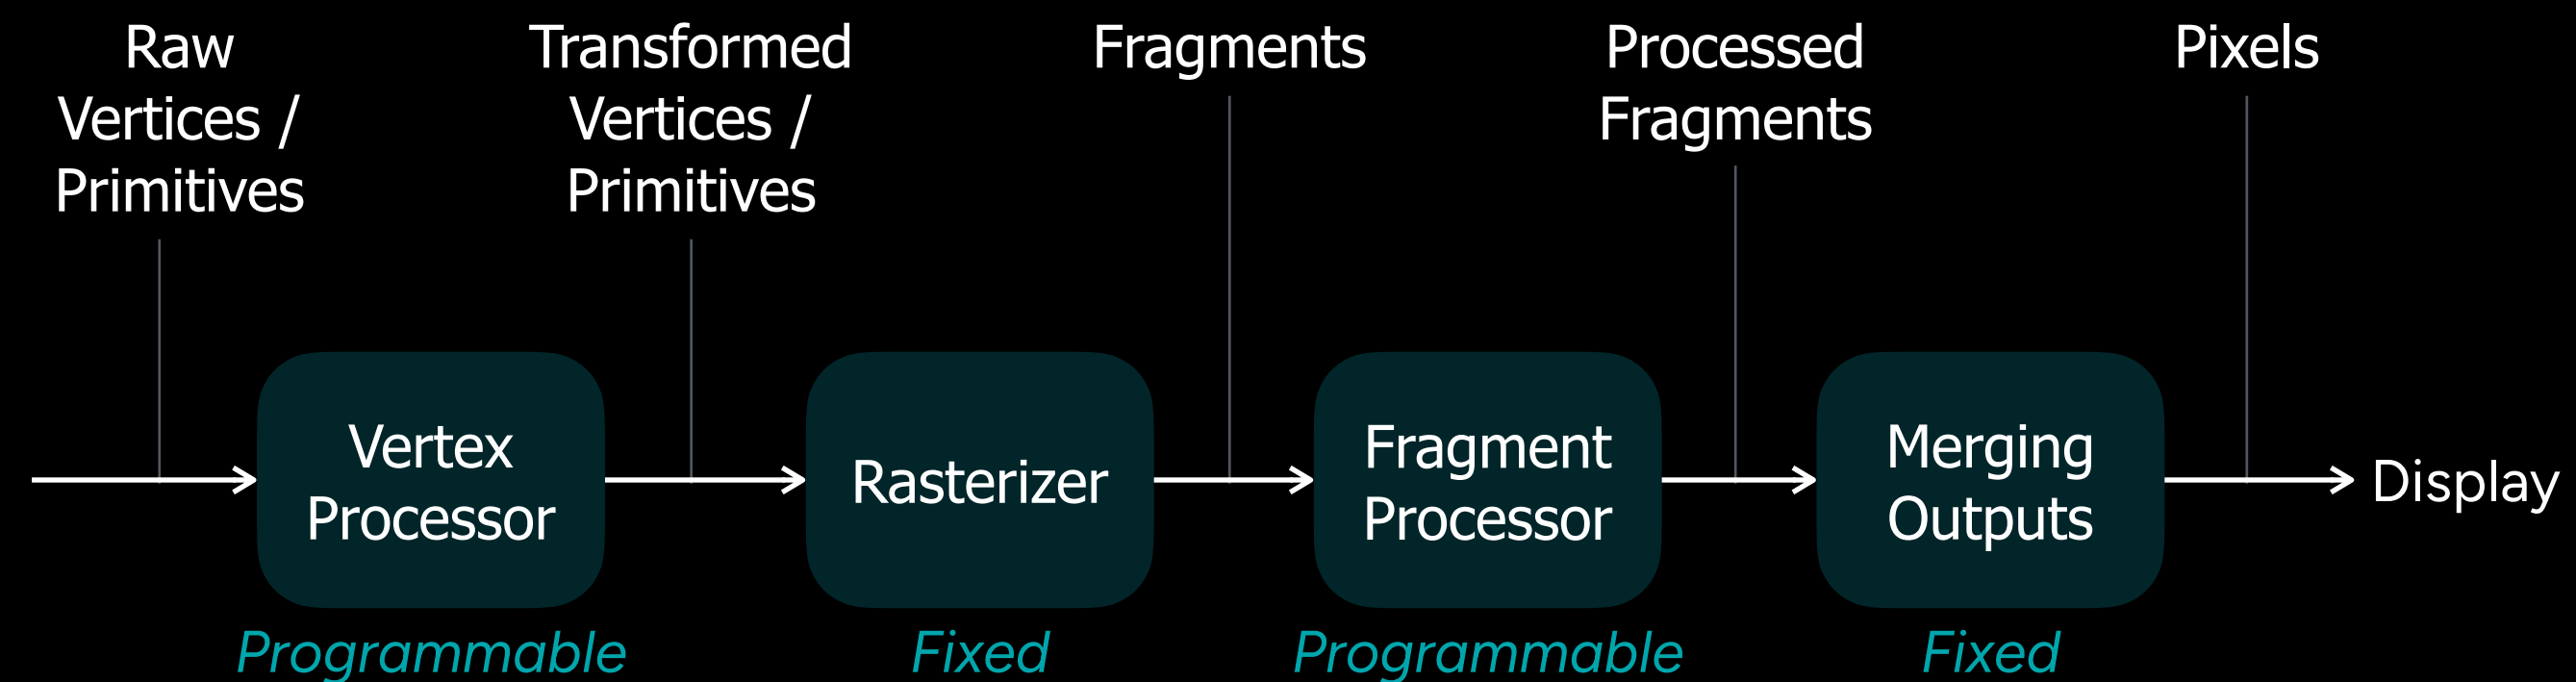 Raw
Vertices /
Primitives
Transformed
Vertices /
Primitives
Fragments
Processed
Fragments
Pixels
Vertex
Processor
Rasterizer
Fragment
Processor
Merging
Outputs
Display
Programmable
Fixed
Programmable
Fixed